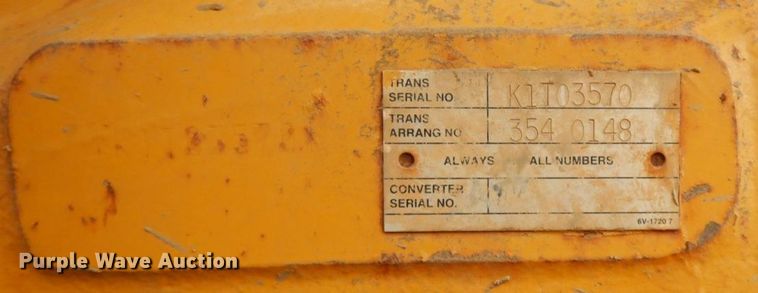 TRANS
SERIAL NO
K1T03570
TRANS
ARRANG NO
354 0148
ALWAYS ALL NUMBERS
CONVERTER
SERIAL NO.
6V-1720 7
Purple Wave Auction